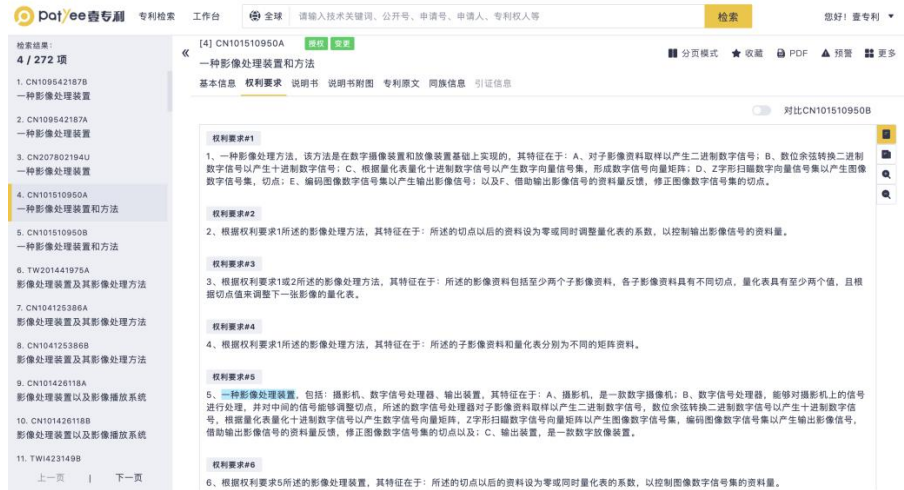 Patyee壹专利 专利检索 工作台 全球 请输入技术关键词、公开号、申请号、申请人、专利权人等 检索 您好！壹专利
检索结果：
4 / 272 项
1. CN109542187B
一种影像处理装置
2. CN109542187A
一种影像处理装置
3. CN207802194U
一种影像处理装置
4. CN101510950A
一种影像处理装置和方法
5. CN101510950B
一种影像处理装置和方法
6. TW201441975A
影像处理装置及其影像处理方法
7. CN104125386A
影像处理装置及其影像处理方法
8. CN104125386B
影像处理装置及其影像处理方法
9. CN101426118A
影像处理装置以及影像播放系统
10. CN101426118B
影像处理装置以及影像播放系统
11. TWI423149B
上一页 | 下一页
« [4] CN101510950A 授权 变更
一种影像处理装置和方法
分页模式 收藏 PDF 预警 更多
基本信息 权利要求 说明书 说明书附图 专利原文 同族信息 引证信息
对比CN101510950B
权利要求#1
1、一种影像处理方法，该方法是在数字摄像装置和放像装置基础上实现的，其特征在于：A、对子影像资料取样以产生二进制数字信号；B、数位余弦转换二进制
数字信号以产生十进制数字信号；C、根据量化表量化十进制数字信号以产生数字向量信号集，形成数字信号向量矩阵；D、Z字形扫瞄数字向量信号集以产生图像
数字信号集，切点；E、编码图像数字信号集以产生输出影像信号；以及F、借助输出影像信号的资料量反馈，修正图像数字信号集的切点。
权利要求#2
2、根据权利要求1所述的影像处理方法，其特征在于：所述的切点以后的资料设为零或同时调整量化表的系数，以控制输出影像信号的资料量。
权利要求#3
3、根据权利要求1或2所述的影像处理方法，其特征在于：所述的影像资料包括至少两个子影像资料，各子影像资料具有不同切点，量化表具有至少两个值，且根
据切点值来调整下一张影像的量化表。
权利要求#4
4、根据权利要求1所述的影像处理方法，其特征在于：所述的子影像资料和量化表分别为不同的矩阵资料。
权利要求#5
5、一种影像处理装置，包括：摄影机、数字信号处理器、输出装置，其特征在于：A、摄影机，是一款数字摄像机；B、数字信号处理器，能够对摄影机上的信号
进行处理，并对中间的信号能够调整切点，所述的数字信号处理器对子影像资料取样以产生二进制数字信号，数位余弦转换二进制数字信号以产生十进制数字信
号，根据量化表量化十进制数字信号以产生数字信号向量矩阵，Z字形扫瞄数字信号向量矩阵以产生图像数字信号集，编码图像数字信号集以产生输出影像信号，
借助输出影像信号的资料量反馈，修正图像数字信号集的切点以及；C、输出装置，是一款数字放像装置。
权利要求#6
6、根据权利要求5所述的影像处理装置，其特征在于：所述的切点以后的资料设为零或同时量化表的系数，以控制图像数字信号集的资料量。